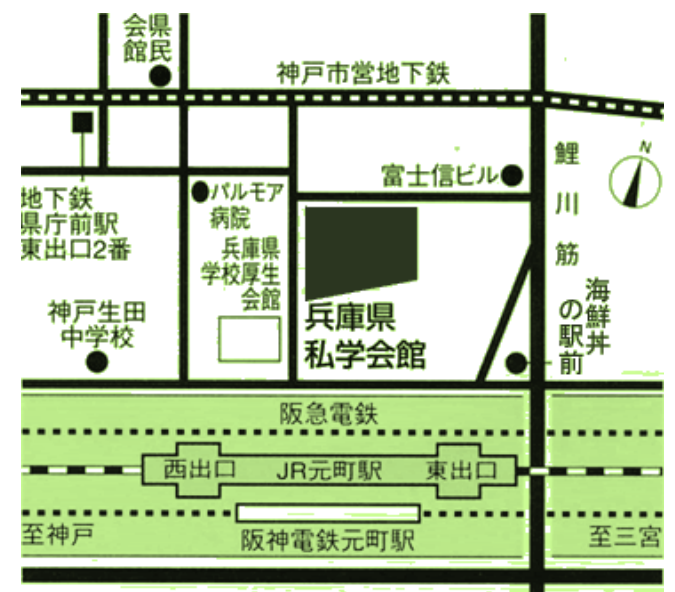 会県
館民
神戸市営地下鉄
N
鯉川筋
富士信ビル
パルモア
病院
地下鉄
県庁前駅
東出口2番
兵庫県
学校厚生
会館
神戸生田
中学校
兵庫県
私学会館
海鮮丼
の駅前
阪急電鉄
西出口
JR元町駅
東出口
至神戸
阪神電鉄元町駅
至三宮